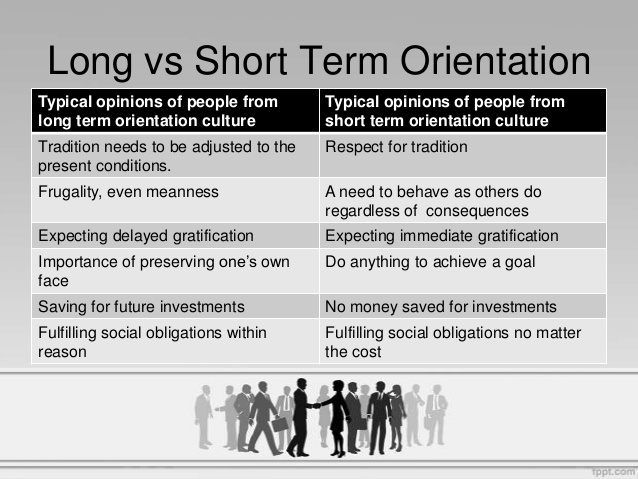 Long vs Short Term Orientation
Typical opinions of people from
long term orientation culture
Typical opinions of people from
short term orientation culture
Tradition needs to be adjusted to the
present conditions.
Respect for tradition
Frugality, even meanness
A need to behave as others do
regardless of consequences
Expecting delayed gratification
Expecting immediate gratification
Importance of preserving one's own
face
Do anything to achieve a goal
Saving for future investments
No money saved for investments
Fulfilling social obligations within
reason
Fulfilling social obligations no matter
the cost
fppt.com